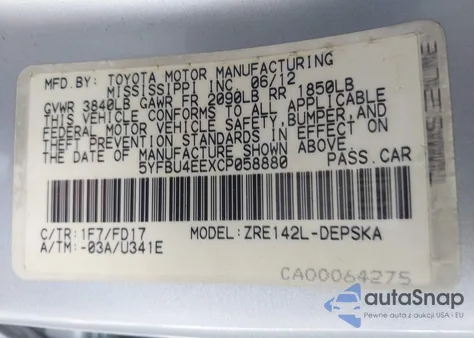 MFD. BY: TOYOTA MOTOR MANUFACTURING
MISSISSIPPI INC 06/12
GVWR 3840LB GAWR FR 2090LB RR 1850LB
THIS VEHICLE CONFORMS TO ALL APPLICABLE
FEDERAL MOTOR VEHICLE SAFETY, BUMPER, AND
THEFT PREVENTION STANDARDS IN EFFECT ON
THE DATE OF MANUFACTURE SHOWN ABOVE.
5YFBU4EEXCP058880 PASS. CAR
C/TR: 1F7/FD17 MODEL: ZRE142L-DEPSKA
A/TM: -03A/U341E
CA00064275
autoSnap
Pewne auta z aukcji USA i EU